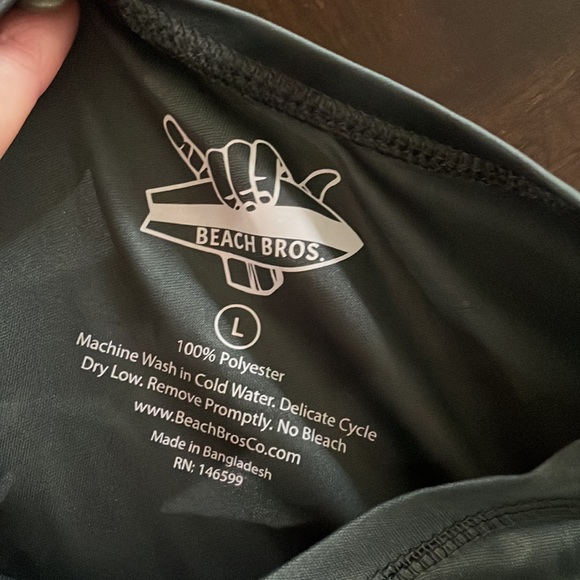 BEACH BROS.
L
100% Polyester
Machine Wash in Cold Water. Delicate Cycle
Dry Low. Remove Promptly. No Bleach
www.BeachBrosCo.com
Made in Bangladesh
RN: 146599